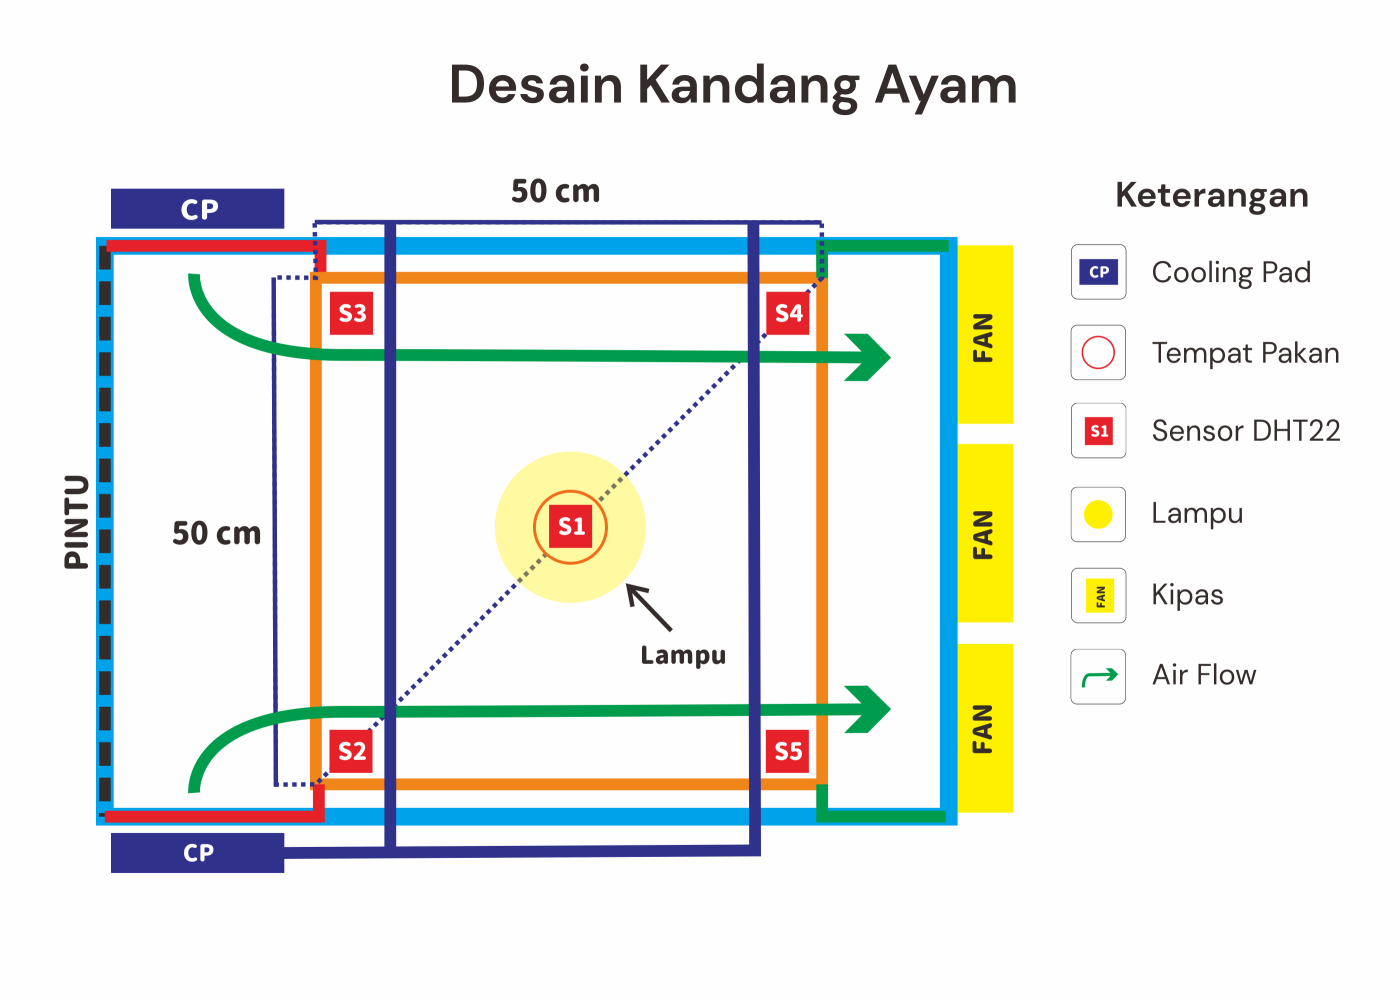 Desain Kandang Ayam
50 cm
CP
Keterangan
CP Cooling Pad
Tempat Pakan
S1 Sensor DHT22
Lampu
FAN Kipas
Air Flow
S3
S4
FAN
PINTU
50 cm
S1
FAN
Lampu
S2
S5
FAN
CP